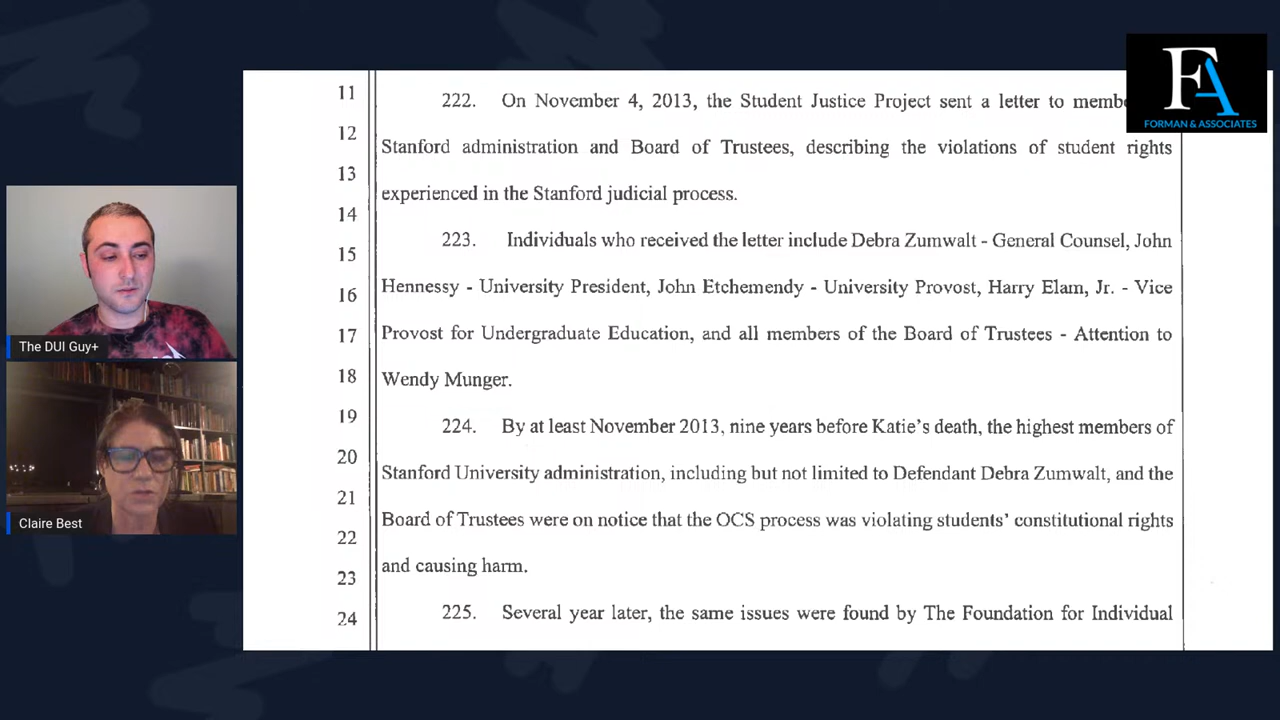 FA
FORMAN & ASSOCIATES
11 222. On November 4, 2013, the Student Justice Project sent a letter to
12 Stanford administration and Board of Trustees, describing the violations of student rights
13 experienced in the Stanford judicial process.
14
15 223. Individuals who received the letter include Debra Zumwalt - General Counsel, John
16 Hennessy - University President, John Etchemendy - University Provost, Harry Elam, Jr. - Vice
17 Provost for Undergraduate Education, and all members of the Board of Trustees - Attention to
18 Wendy Munger.
19 224. By at least November 2013, nine years before Katie's death, the highest members of
20
21 Stanford University administration, including but not limited to Defendant Debra Zumwalt, and the
22 Board of Trustees were on notice that the OCS process was violating students' constitutional rights
23 and causing harm.
24 225. Several year later, the same issues were found by The Foundation for Individual
The DUI Guy+
Claire Best